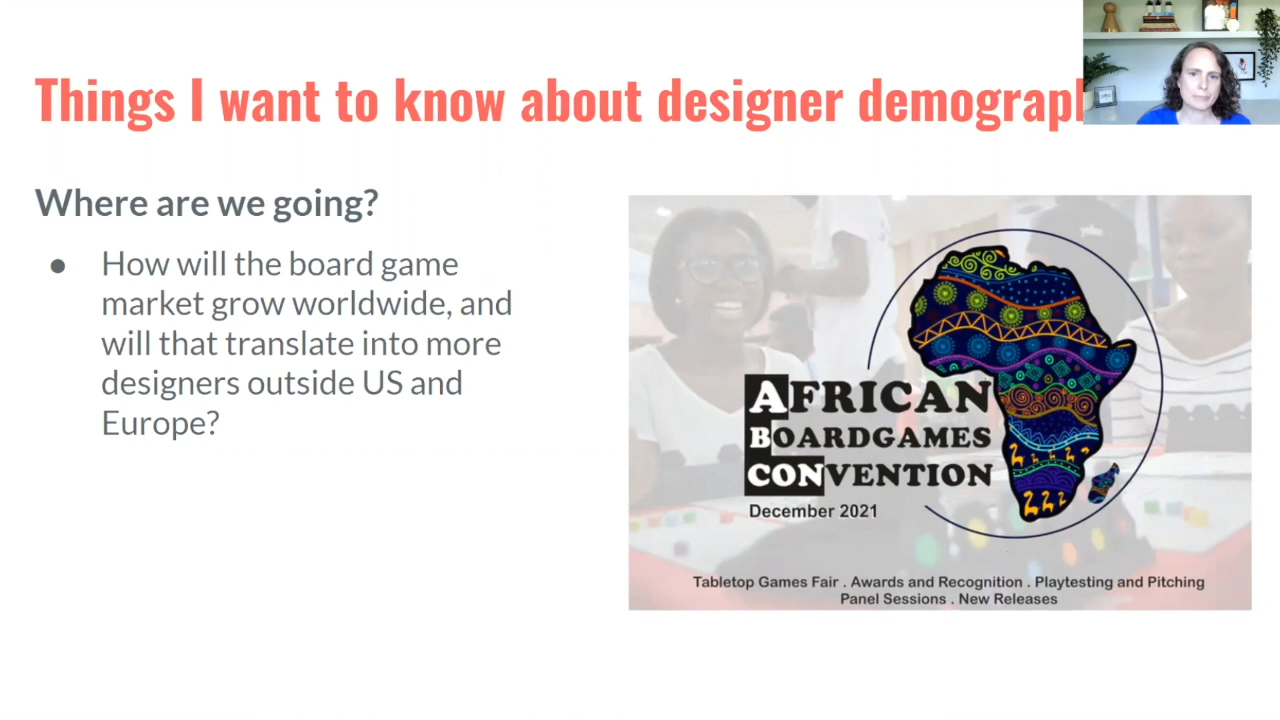 Things I want to know about designer demograp
Where are we going?
● How will the board game
market grow worldwide, and
will that translate into more
designers outside US and
Europe?
AFRICAN
BOARDGAMES
CONVENTION
December 2021
Tabletop Games Fair . Awards and Recognition . Playtesting and Pitching
Panel Sessions . New Releases